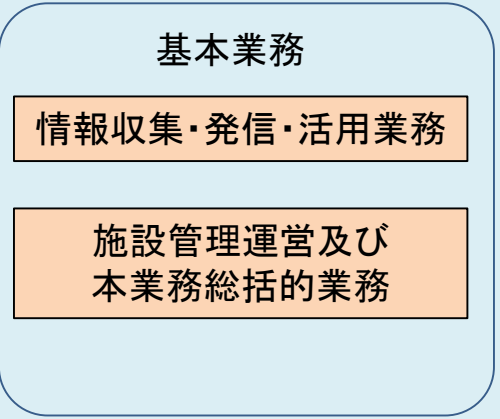 基本業務
情報収集・発信・活用業務
施設管理運営及び
本業務総括的業務